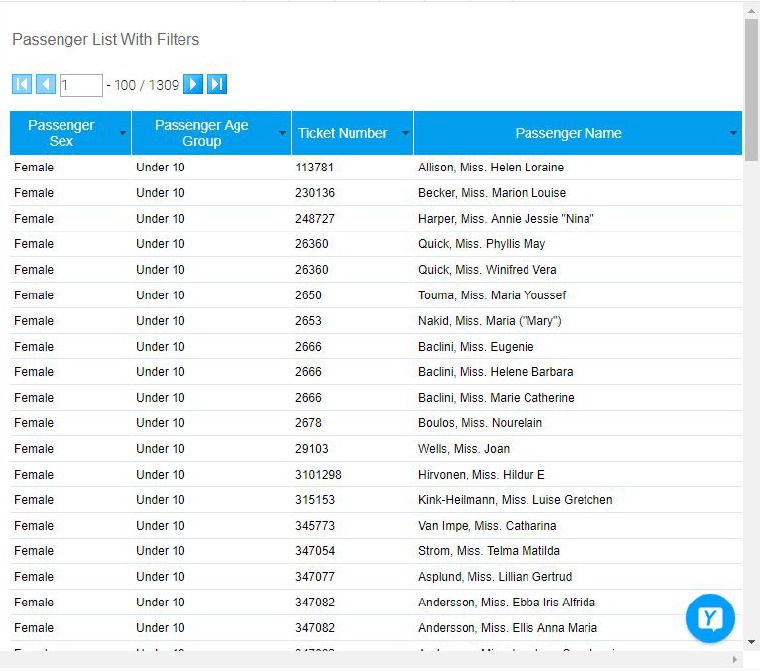 Passenger List With Filters
1 - 100 / 1309
Passenger Sex Passenger Age Group Ticket Number Passenger Name
Female Under 10 113781 Allison, Miss. Helen Loraine
Female Under 10 230136 Becker, Miss. Marion Louise
Female Under 10 248727 Harper, Miss. Annie Jessie "Nina"
Female Under 10 26360 Quick, Miss. Phyllis May
Female Under 10 26360 Quick, Miss. Winifred Vera
Female Under 10 2650 Touma, Miss. Maria Youssef
Female Under 10 2653 Nakid, Miss. Maria ("Mary")
Female Under 10 2666 Baclini, Miss. Eugenie
Female Under 10 2666 Baclini, Miss. Helene Barbara
Female Under 10 2666 Baclini, Miss. Marie Catherine
Female Under 10 2678 Boulos, Miss. Nourelain
Female Under 10 29103 Wells, Miss. Joan
Female Under 10 3101298 Hirvonen, Miss. Hildur E
Female Under 10 315153 Kink-Heilmann, Miss. Luise Gretchen
Female Under 10 345773 Van Impe, Miss. Catharina
Female Under 10 347054 Strom, Miss. Telma Matilda
Female Under 10 347077 Asplund, Miss. Lillian Gertrud
Female Under 10 347082 Andersson, Miss. Ebba Iris Alfrida
Female Under 10 347082 Andersson, Miss. Ellis Anna Maria
Y